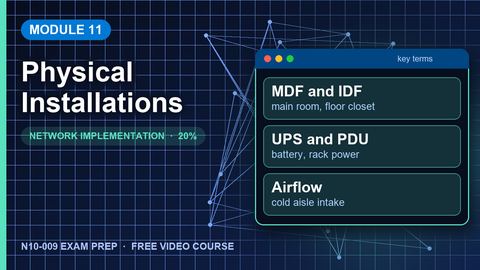 MODULE 11
Physical
Installations
NETWORK IMPLEMENTATION · 20%
key terms
MDF and IDF
main room, floor closet
UPS and PDU
battery, rack power
Airflow
cold aisle intake
N10-009 EXAM PREP · FREE VIDEO COURSE